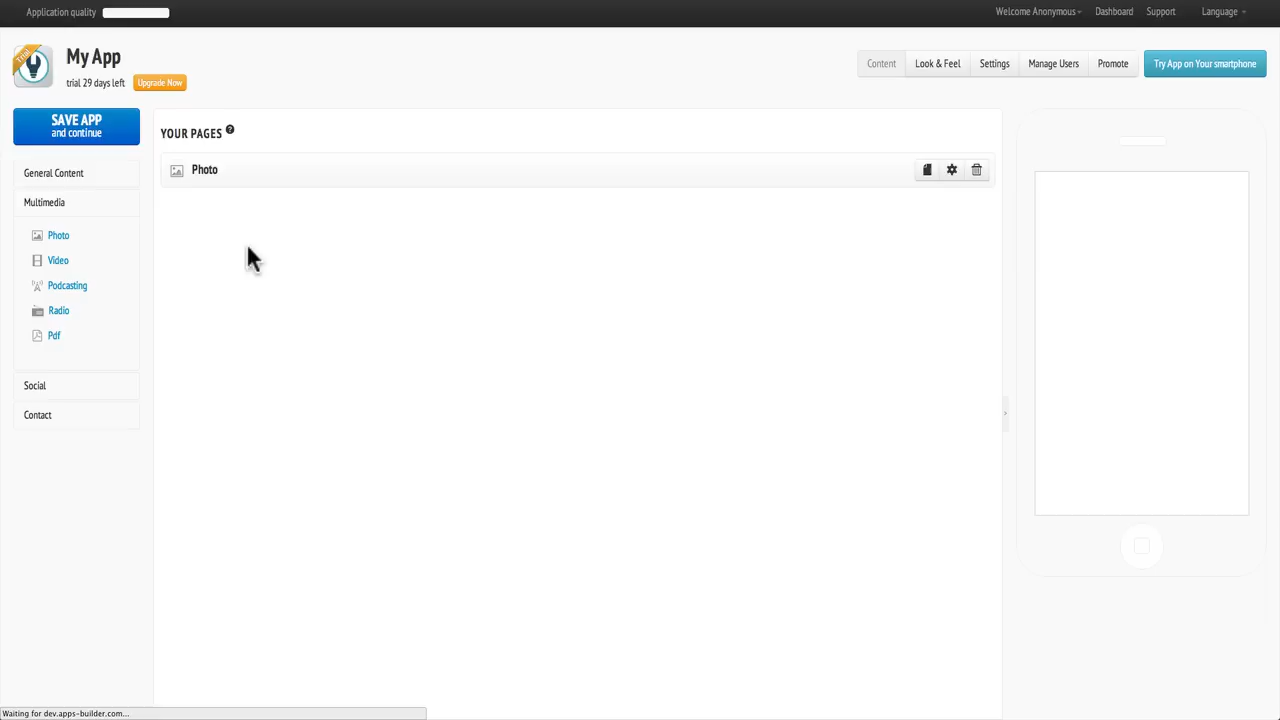 Application quality
Welcome Anonymous
Dashboard
Support
Language
Trial
My App
trial 29 days left
Upgrade Now
Content
Look & Feel
Settings
Manage Users
Promote
Try App on Your smartphone
SAVE APP
and continue
YOUR PAGES ?
General Content
Photo
Multimedia
Photo
Video
Podcasting
Radio
Pdf
Social
Contact
Waiting for dev.apps-builder.com...